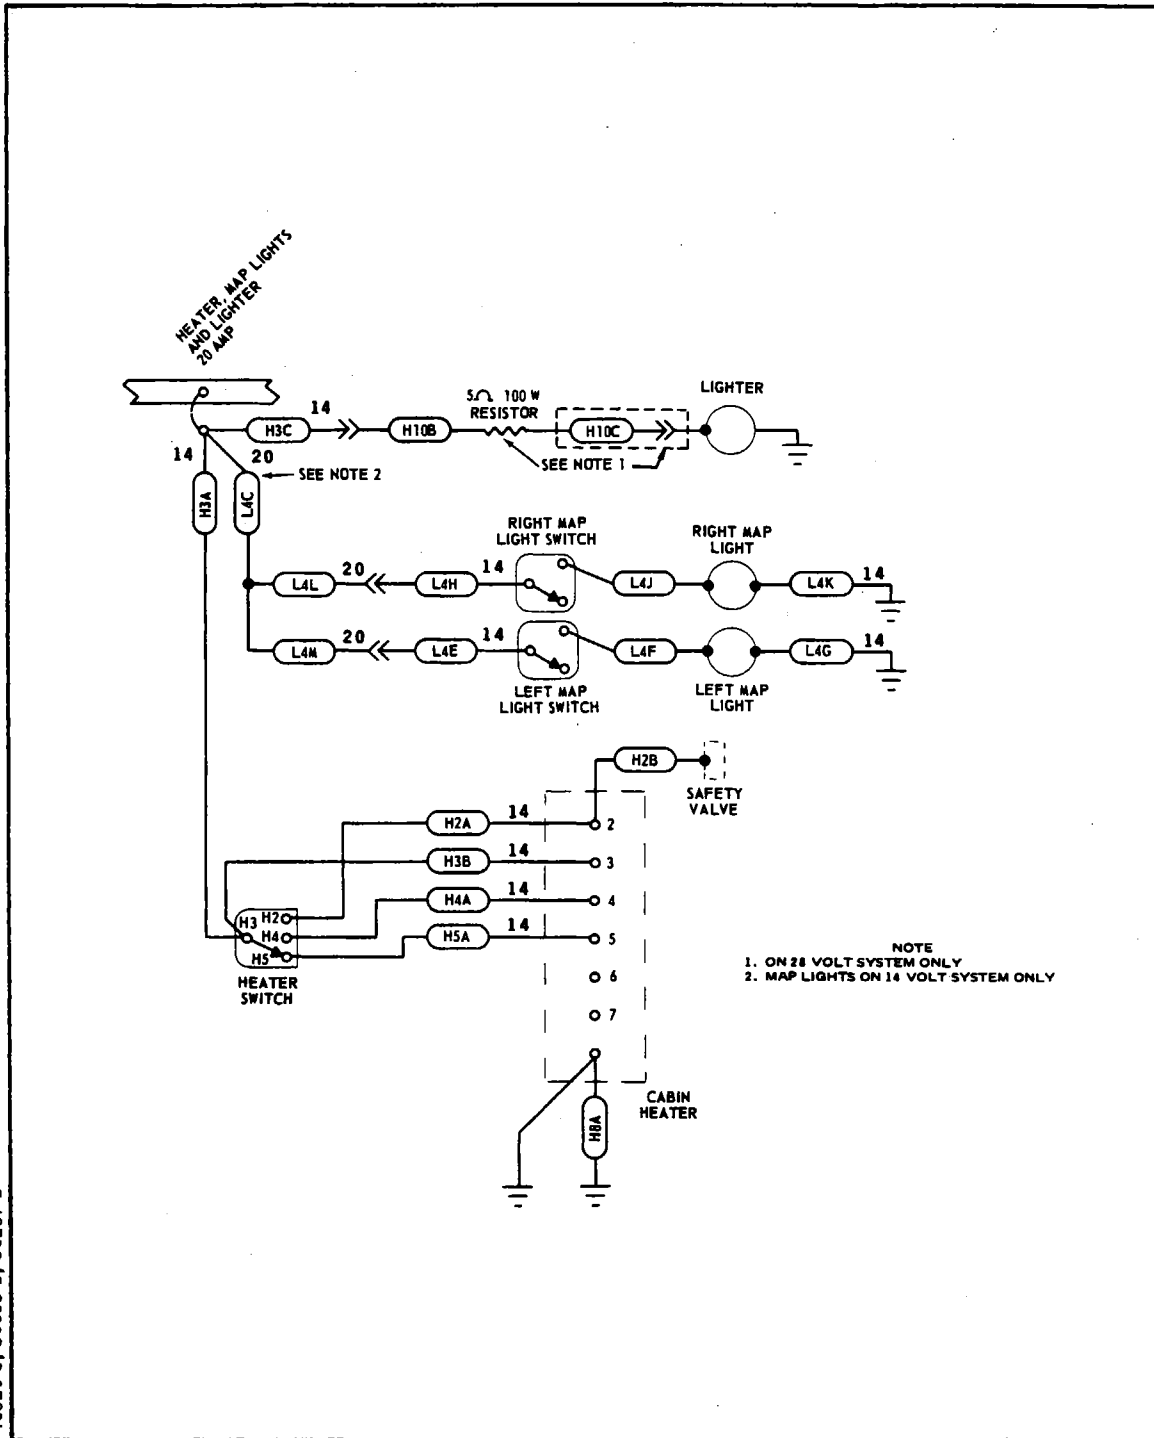 HEATER, MAP LIGHTS
AND LIGHTER
20 AMP
14
H3C
H10B
5Ω 100 W
RESISTOR
H10C
LIGHTER
SEE NOTE 1
14
20
SEE NOTE 2
H3A
L4C
RIGHT MAP
LIGHT SWITCH
RIGHT MAP
LIGHT
L4L
20
L4H
14
L4J
L4K
14
L4M
20
L4E
14
L4F
L4G
14
LEFT MAP
LIGHT SWITCH
LEFT MAP
LIGHT
H2B
SAFETY
VALVE
H2A
14
2
H3B
14
3
H4A
14
4
H5A
14
5
6
7
H3
H2
H4
H5
HEATER
SWITCH
NOTE
1. ON 28 VOLT SYSTEM ONLY
2. MAP LIGHTS ON 14 VOLT SYSTEM ONLY
CABIN
HEATER
H8A